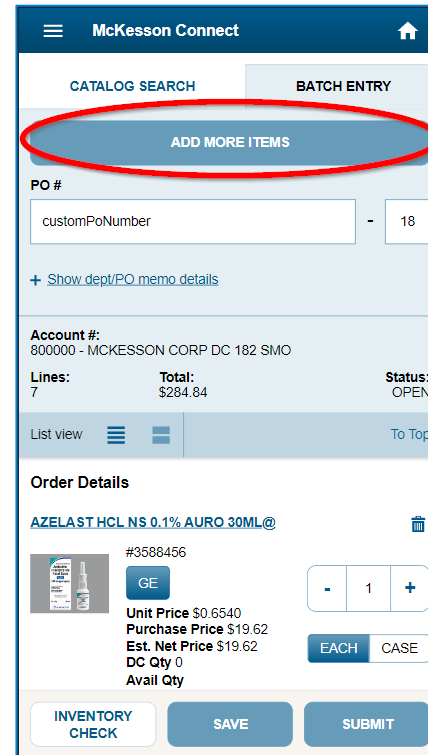 McKesson Connect
CATALOG SEARCH BATCH ENTRY
ADD MORE ITEMS
PO #
customPoNumber - 18
+ Show dept/PO memo details
Account #:
800000 - MCKESSON CORP DC 182 SMO
Lines: Total: Status:
7 $284.84 OPEN
List view To Top
Order Details
AZELAST HCL NS 0.1% AURO 30ML@
#3588456
GE
- 1 +
Unit Price $0.6540
Purchase Price $19.62
Est. Net Price $19.62
EACH CASE
DC Qty 0
Avail Qty
INVENTORY CHECK SAVE SUBMIT